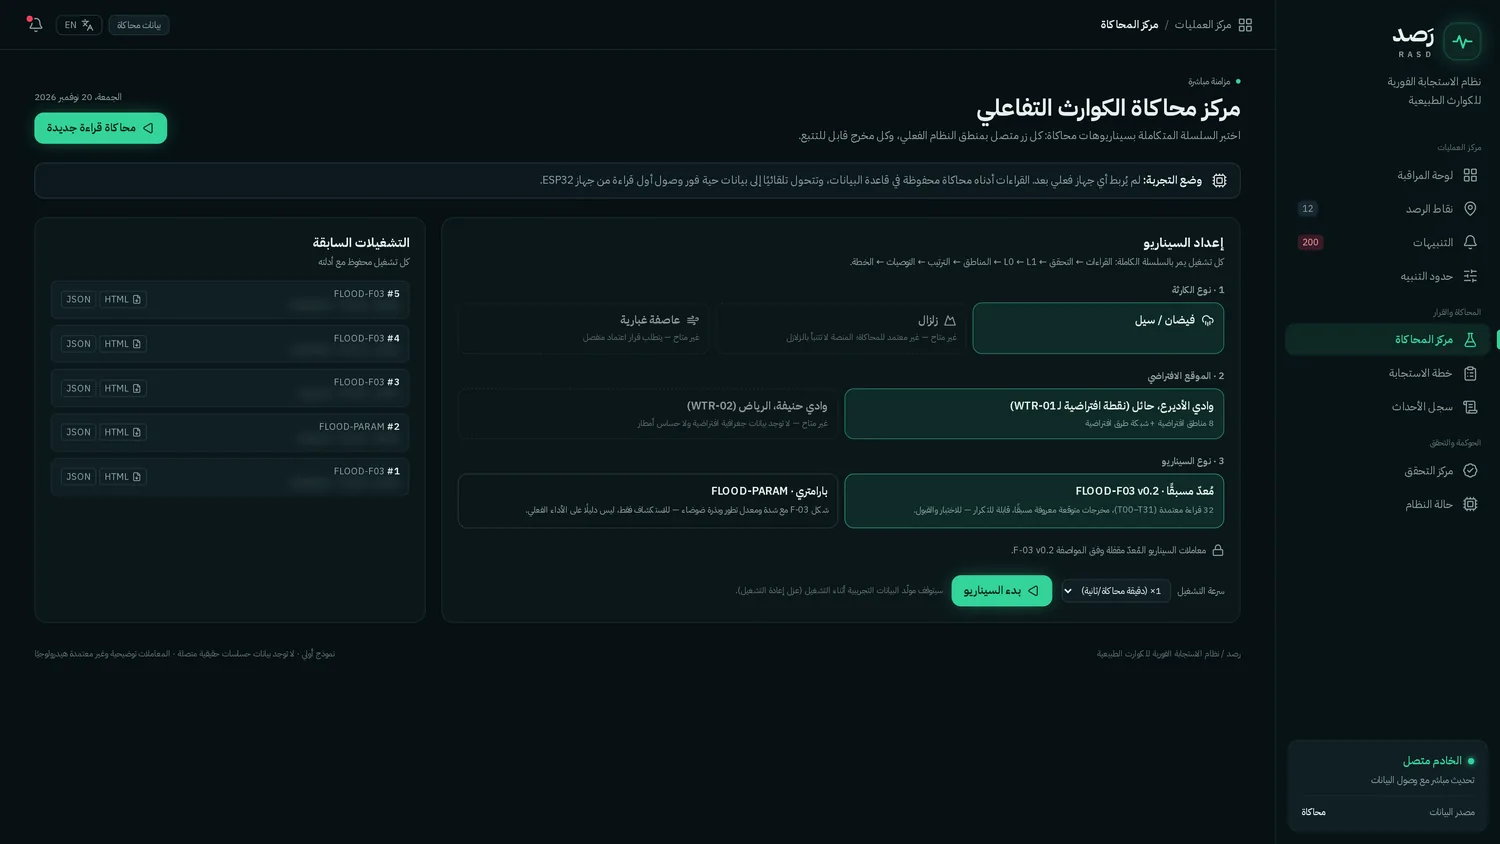 رَصد
RASD
نظام الاستجابة الفورية
للكوارث الطبيعية
مركز العمليات
لوحة المراقبة
نقاط الرصد
12
التنبيهات
200
حدود التنبيه
المحاكاة والقرار
مركز المحاكاة
خطة الاستجابة
سجل الأحداث
الحوكمة والتحقق
مركز التحقق
حالة النظام
الخادم متصل
تحديث مباشر مع وصول البيانات
مصدر البيانات
محاكاة
مركز العمليات / مركز المحاكاة
بيانات محاكاة
EN
مزامنة مباشرة
مركز محاكاة الكوارث التفاعلي
اختبر السلسلة المتكاملة بسيناريوهات محاكاة: كل زر متصل بمنطق النظام الفعلي، وكل مخرج قابل للتتبع.
الجمعة، 20 نوفمبر 2026
محاكاة قراءة جديدة
وضع التجربة: لم يُربط أي جهاز فعلي بعد. القراءات أدناه محاكاة محفوظة في قاعدة البيانات، وتتحول تلقائيًا إلى بيانات حية فور وصول أول قراءة من جهاز ESP32.
إعداد السيناريو
كل تشغيل يمر بالسلسلة الكاملة: القراءات ← التحقق ← L0 ← L1 ← المناطق ← الترتيب ← التوصيات ← الخطة.
1 · نوع الكارثة
فيضان / سيل
زلزال
غير متاح — غير معتمد للمحاكاة؛ المنصة لا تتنبأ بالزلازل
عاصفة غبارية
غير متاح — يتطلب قرار اعتماد منفصل
2 · الموقع الافتراضي
وادي الأديرع، حائل (نقطة افتراضية لـ WTR-01)
8 مناطق افتراضية + شبكة طرق افتراضية
وادي حنيفة، الرياض (WTR-02)
غير متاح — لا توجد بيانات جغرافية افتراضية ولا حساس أمطار
3 · نوع السيناريو
مُعدّ مسبقًا · FLOOD-F03 v0.2
32 قراءة معتمدة (T00–T31)، مخرجات متوقعة معروفة مسبقًا، قابلة للتكرار — للاختبار والقبول.
بارامتري · FLOOD-PARAM
شكل F-03 مع شدة ومعدل تطور وبذرة ضوضاء — للاستكشاف فقط، ليس دليلًا على الأداء الفعلي.
معاملات السيناريو المُعدّ مقفلة وفق المواصفة F-03 v0.2.
سرعة التشغيل
×1 (دقيقة محاكاة/ثانية)
بدء السيناريو
سيتوقف مولّد البيانات التجريبية أثناء التشغيل (عزل إعادة التشغيل).
التشغيلات السابقة
كل تشغيل محفوظ مع أدلته
#5 FLOOD-F03
HTML
JSON
#4 FLOOD-F03
HTML
JSON
#3 FLOOD-F03
HTML
JSON
#2 FLOOD-PARAM
HTML
JSON
#1 FLOOD-F03
HTML
JSON
رصد / نظام الاستجابة الفورية للكوارث الطبيعية
نموذج أولي · لا توجد بيانات حساسات حقيقية متصلة · المعاملات توضيحية وغير معتمدة هيدرولوجيًا